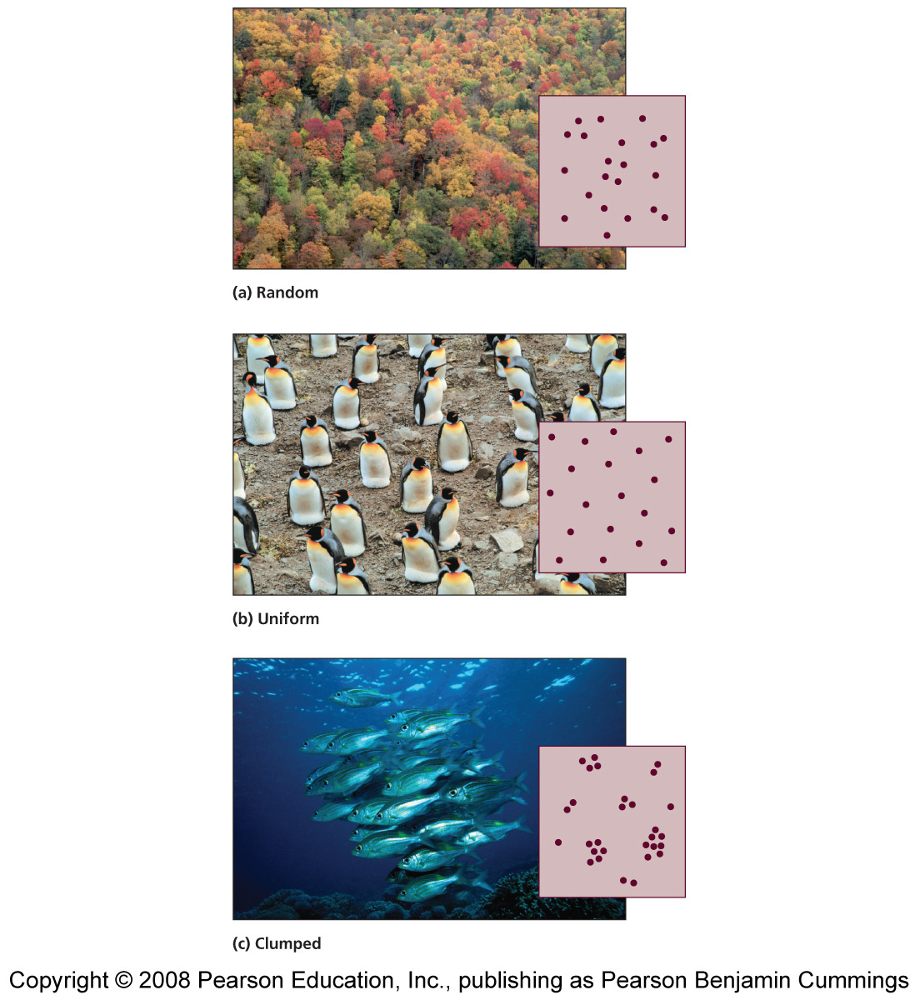 (a) Random
(b) Uniform
(c) Clumped
Copyright © 2008 Pearson Education, Inc., publishing as Pearson Benjamin Cummings